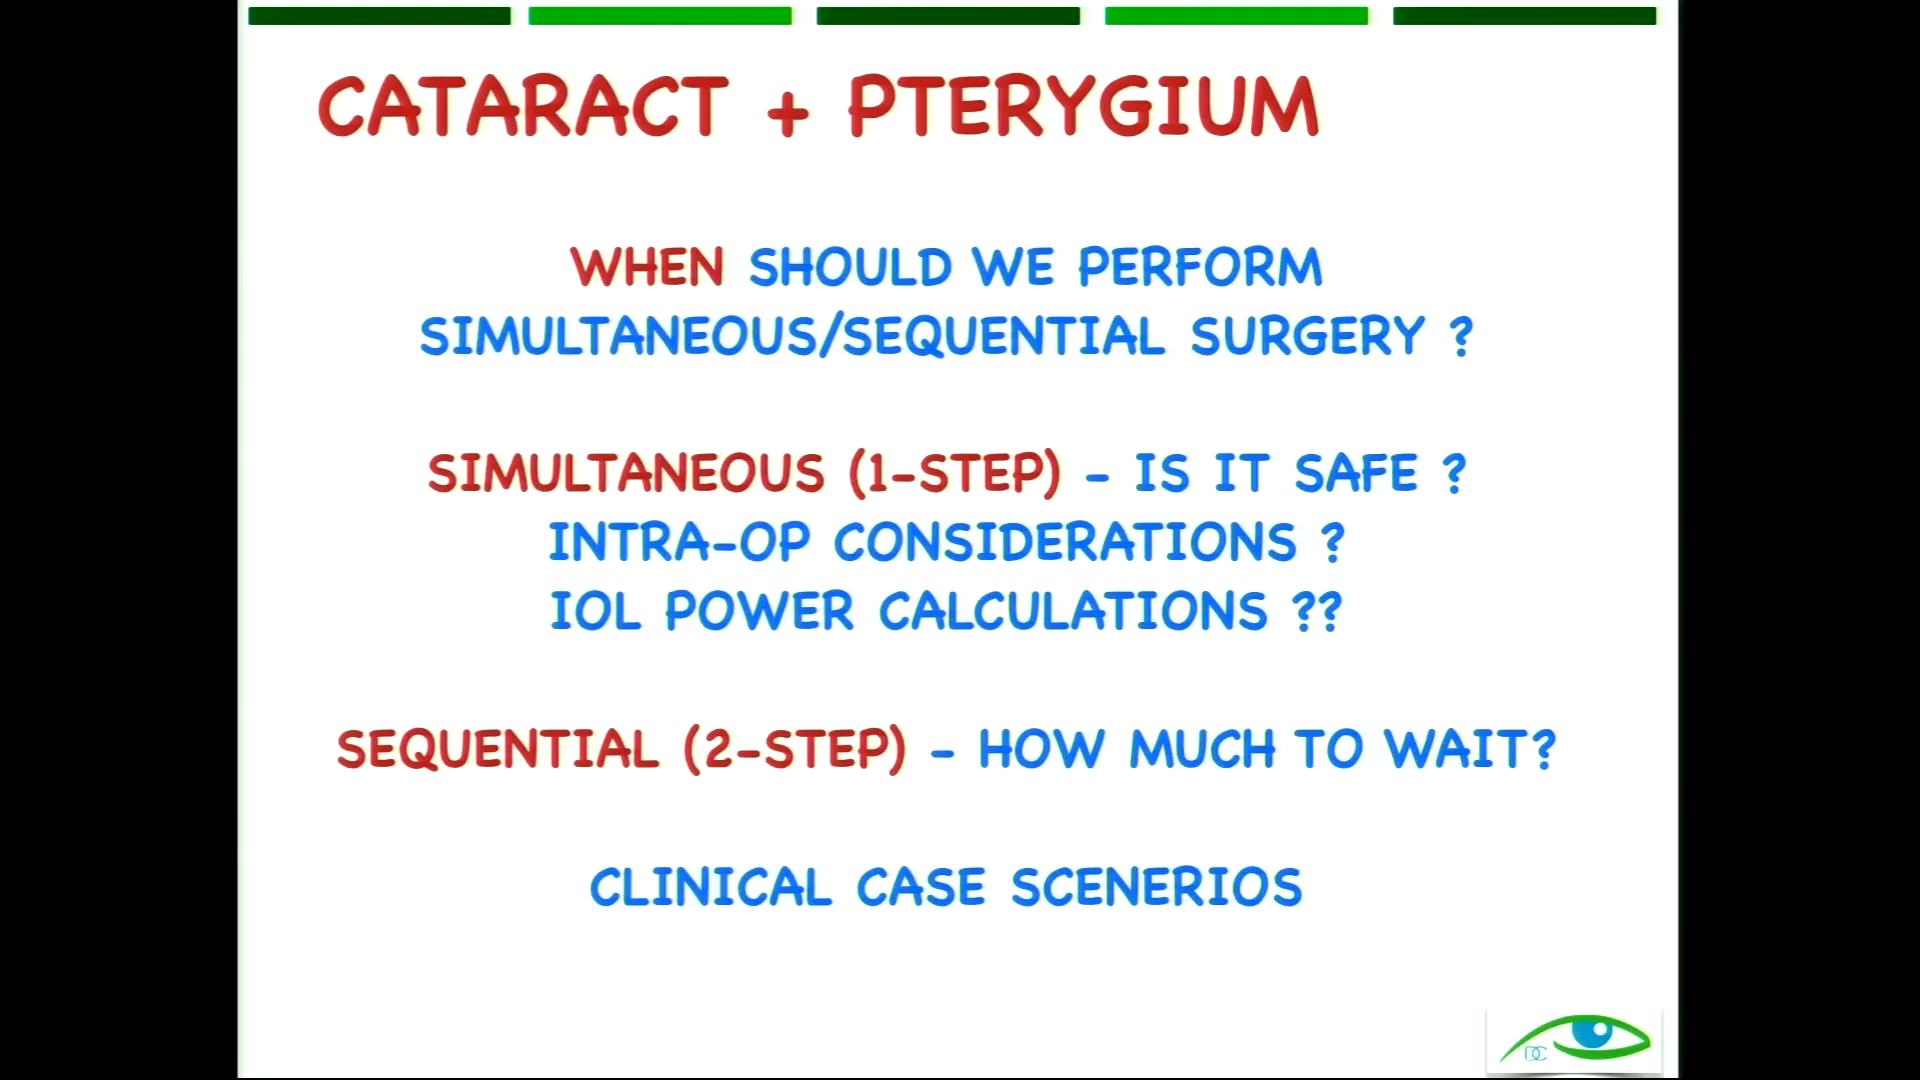 CATARACT + PTERYGIUM
WHEN SHOULD WE PERFORM
SIMULTANEOUS/SEQUENTIAL SURGERY ?
SIMULTANEOUS (1-STEP) - IS IT SAFE ?
INTRA-OP CONSIDERATIONS ?
IOL POWER CALCULATIONS ??
SEQUENTIAL (2-STEP) - HOW MUCH TO WAIT?
CLINICAL CASE SCENERIOS
DC